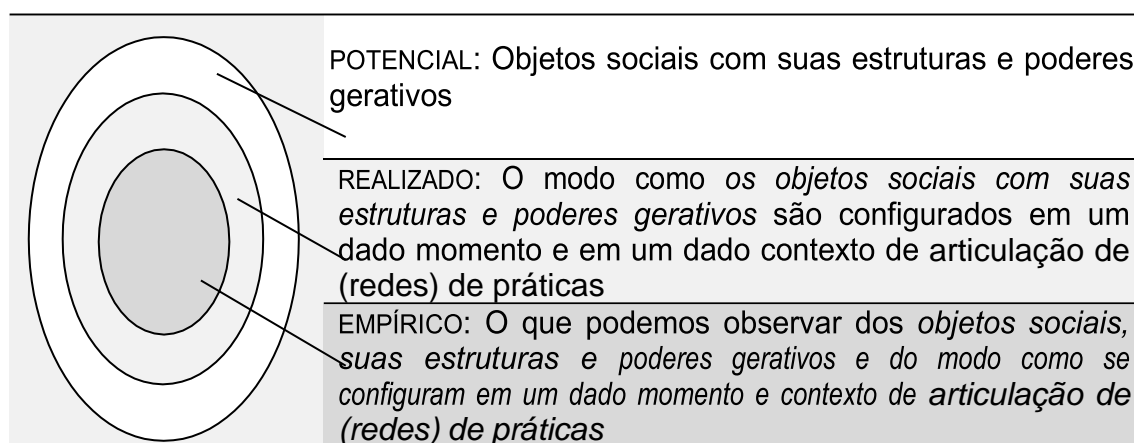 POTENCIAL: Objetos sociais com suas estruturas e poderes
gerativos
REALIZADO: O modo como os objetos sociais com suas
estruturas e poderes gerativos são configurados em um
dado momento e em um dado contexto de articulação de
(redes) de práticas
EMPÍRICO: O que podemos observar dos objetos sociais,
suas estruturas e poderes gerativos e do modo como se
configuram em um dado momento e contexto de articulação de
(redes) de práticas